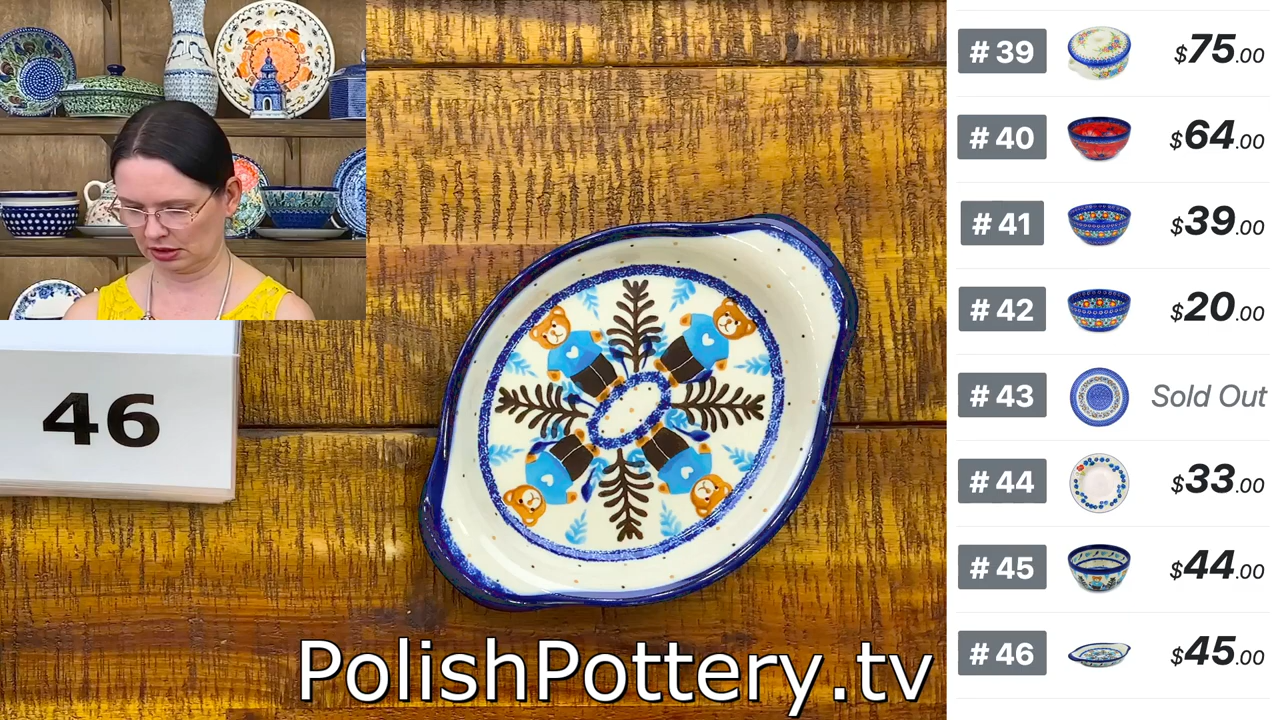 46
PolishPottery.tv
# 39 $75.00
# 40 $64.00
# 41 $39.00
# 42 $20.00
# 43 Sold Out
# 44 $33.00
# 45 $44.00
# 46 $45.00